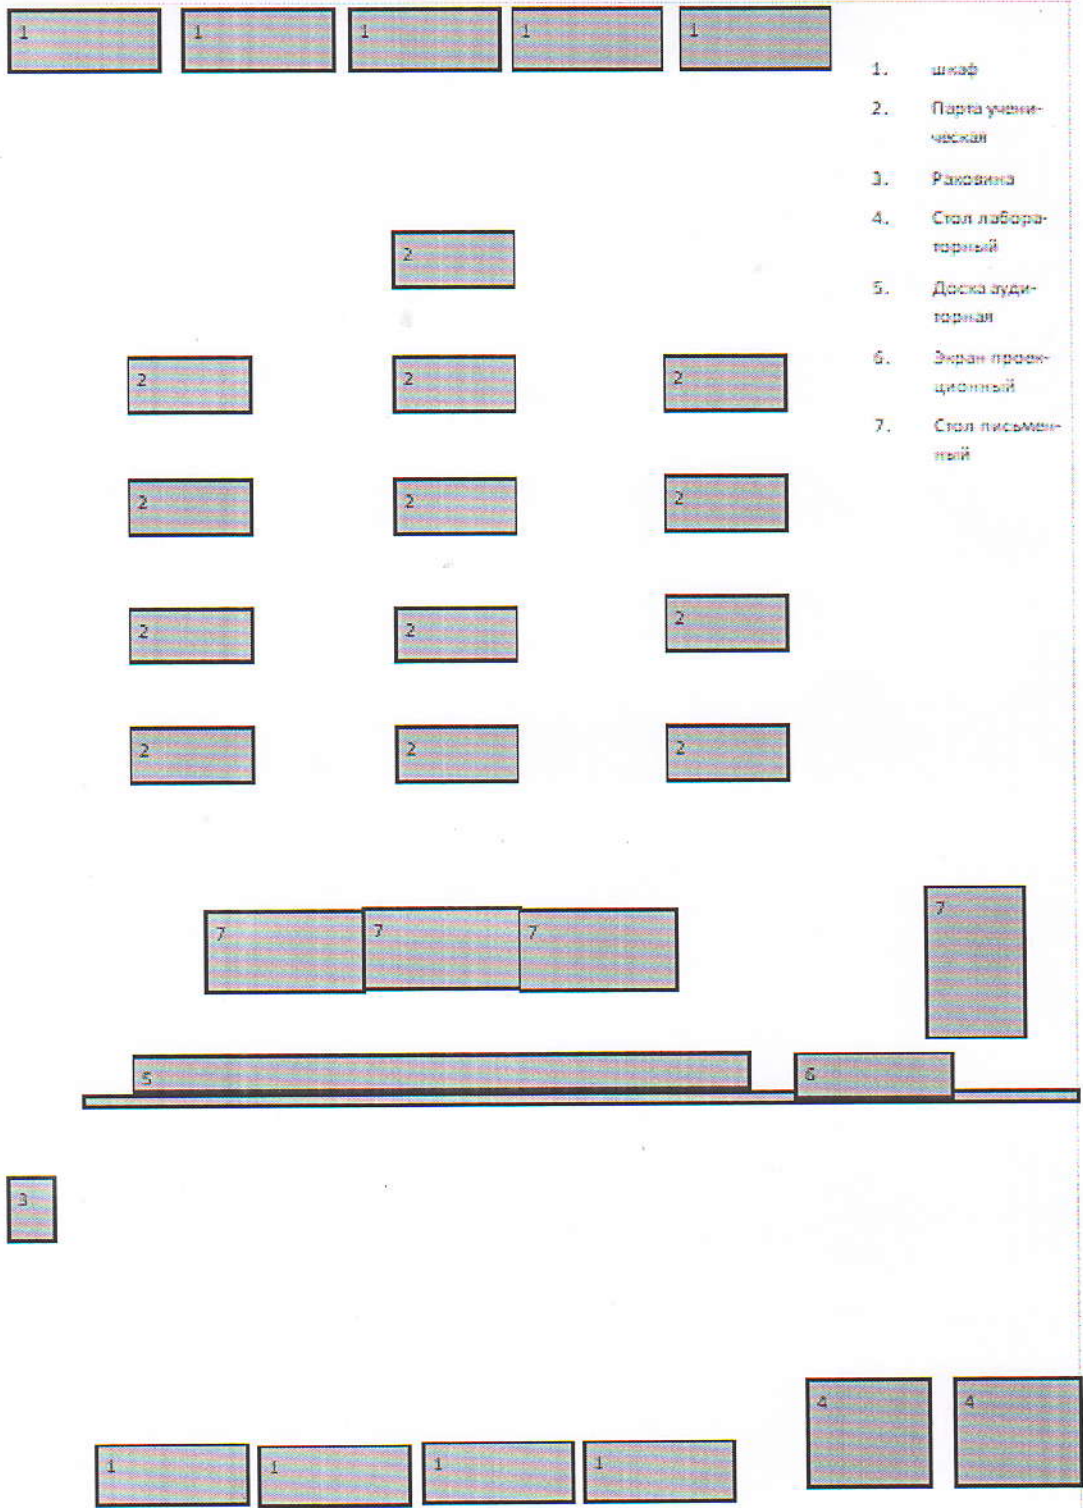 1 1 1 1 1
1. шкаф
2. Парта учени-
ческая
3. Раковина
4. Стол лабора-
торный
5. Доска ауди-
торная
6. Экран проек-
ционный
7. Стол письмен-
ный
2
2 2 2
2 2 2
2 2 2
2 2 2
7 7 7 7
5 6
3
4 4
1 1 1 1